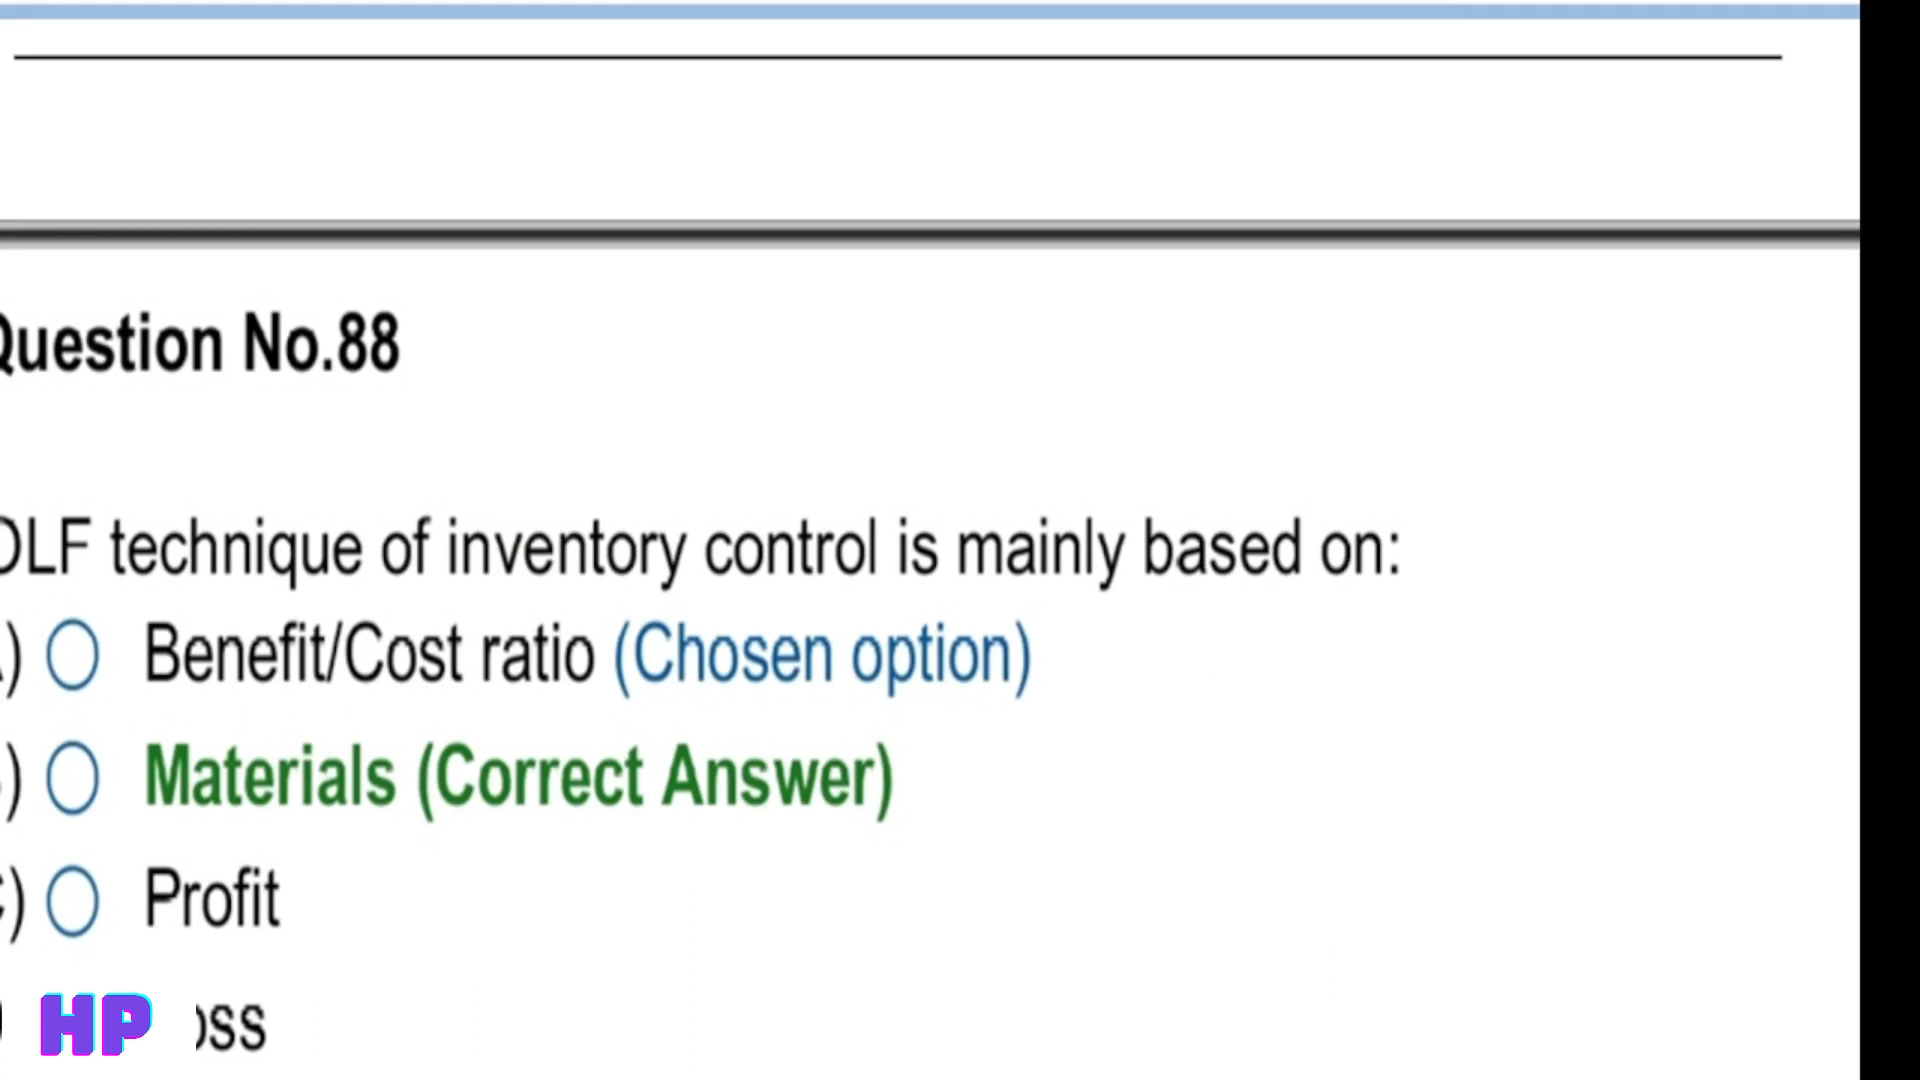 Question No.88
DLF technique of inventory control is mainly based on:
) Benefit/Cost ratio (Chosen option)
) Materials (Correct Answer)
) Profit
HP oss